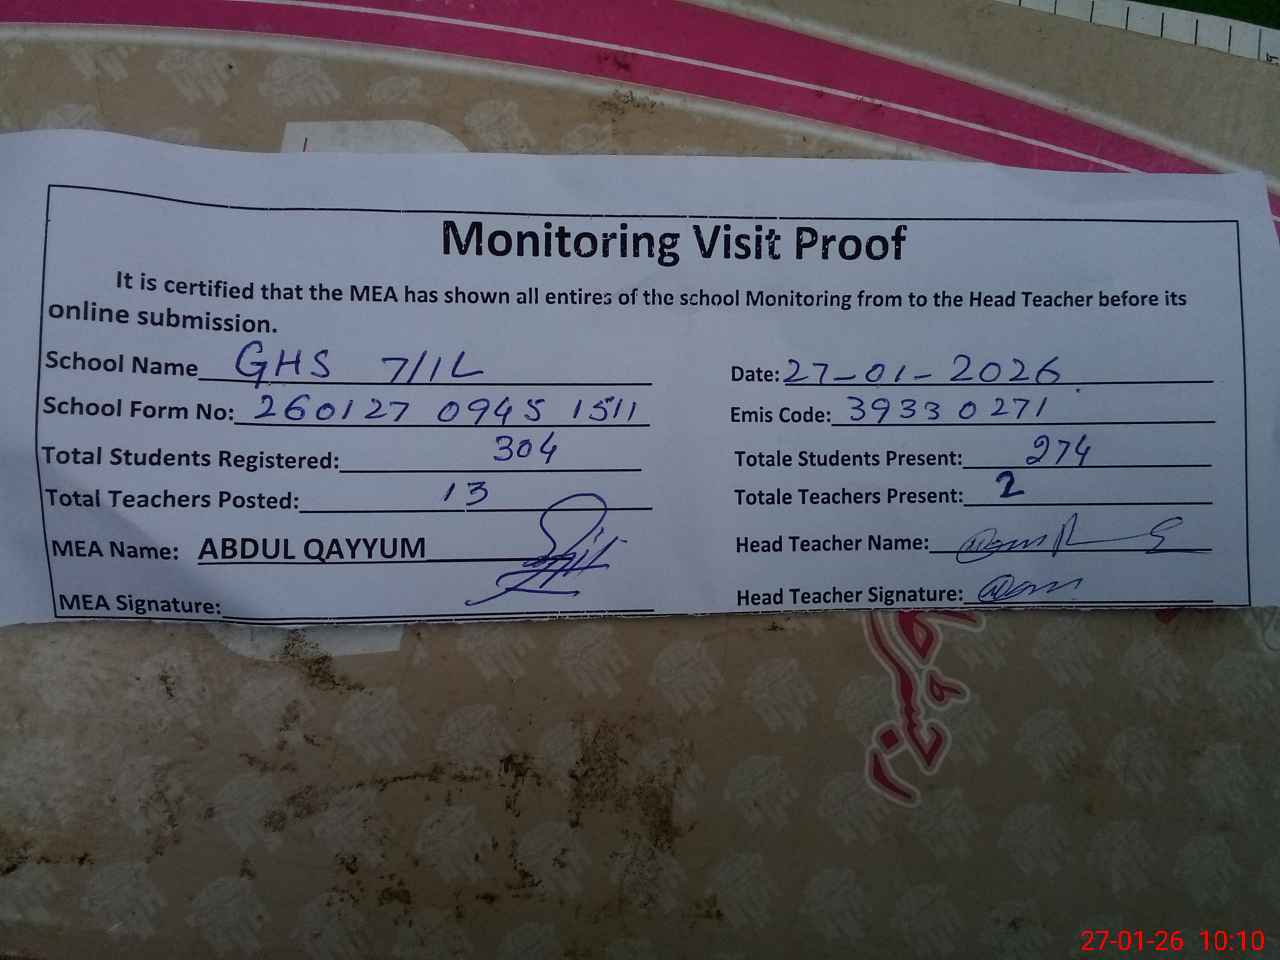 Monitoring Visit Proof
It is certified that the MEA has shown all entires of the school Monitoring from to the Head Teacher before its
online submission.
School Name GHS 7/1L
Date: 27-01-2026
School Form No: 260127 0945 1511
Emis Code: 39330271
Total Students Registered: 304
Totale Students Present: 274
Total Teachers Posted: 13
Totale Teachers Present: 2
MEA Name: ABDUL QAYYUM
Head Teacher Name:
MEA Signature:
Head Teacher Signature:
27-01-26 10:10